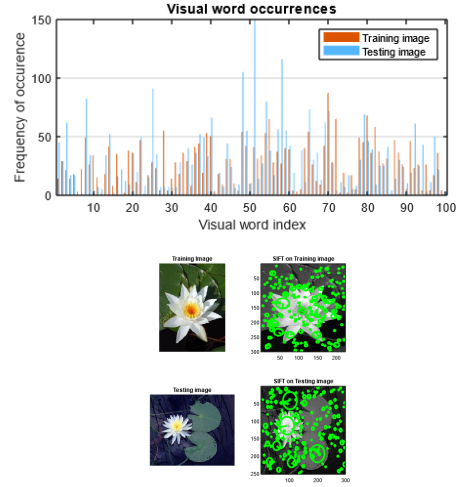 Visual word occurrences
Frequency of occurence
150
100
50
0
Training image
Testing image
10 20 30 40 50 60 70 80 90 100
Visual word index
Training Image
SIFT on Training image
50
100
150
200
250
300
50 100 150 200
Testing image
SIFT on Testing image
50
100
150
200
250
100 200 300